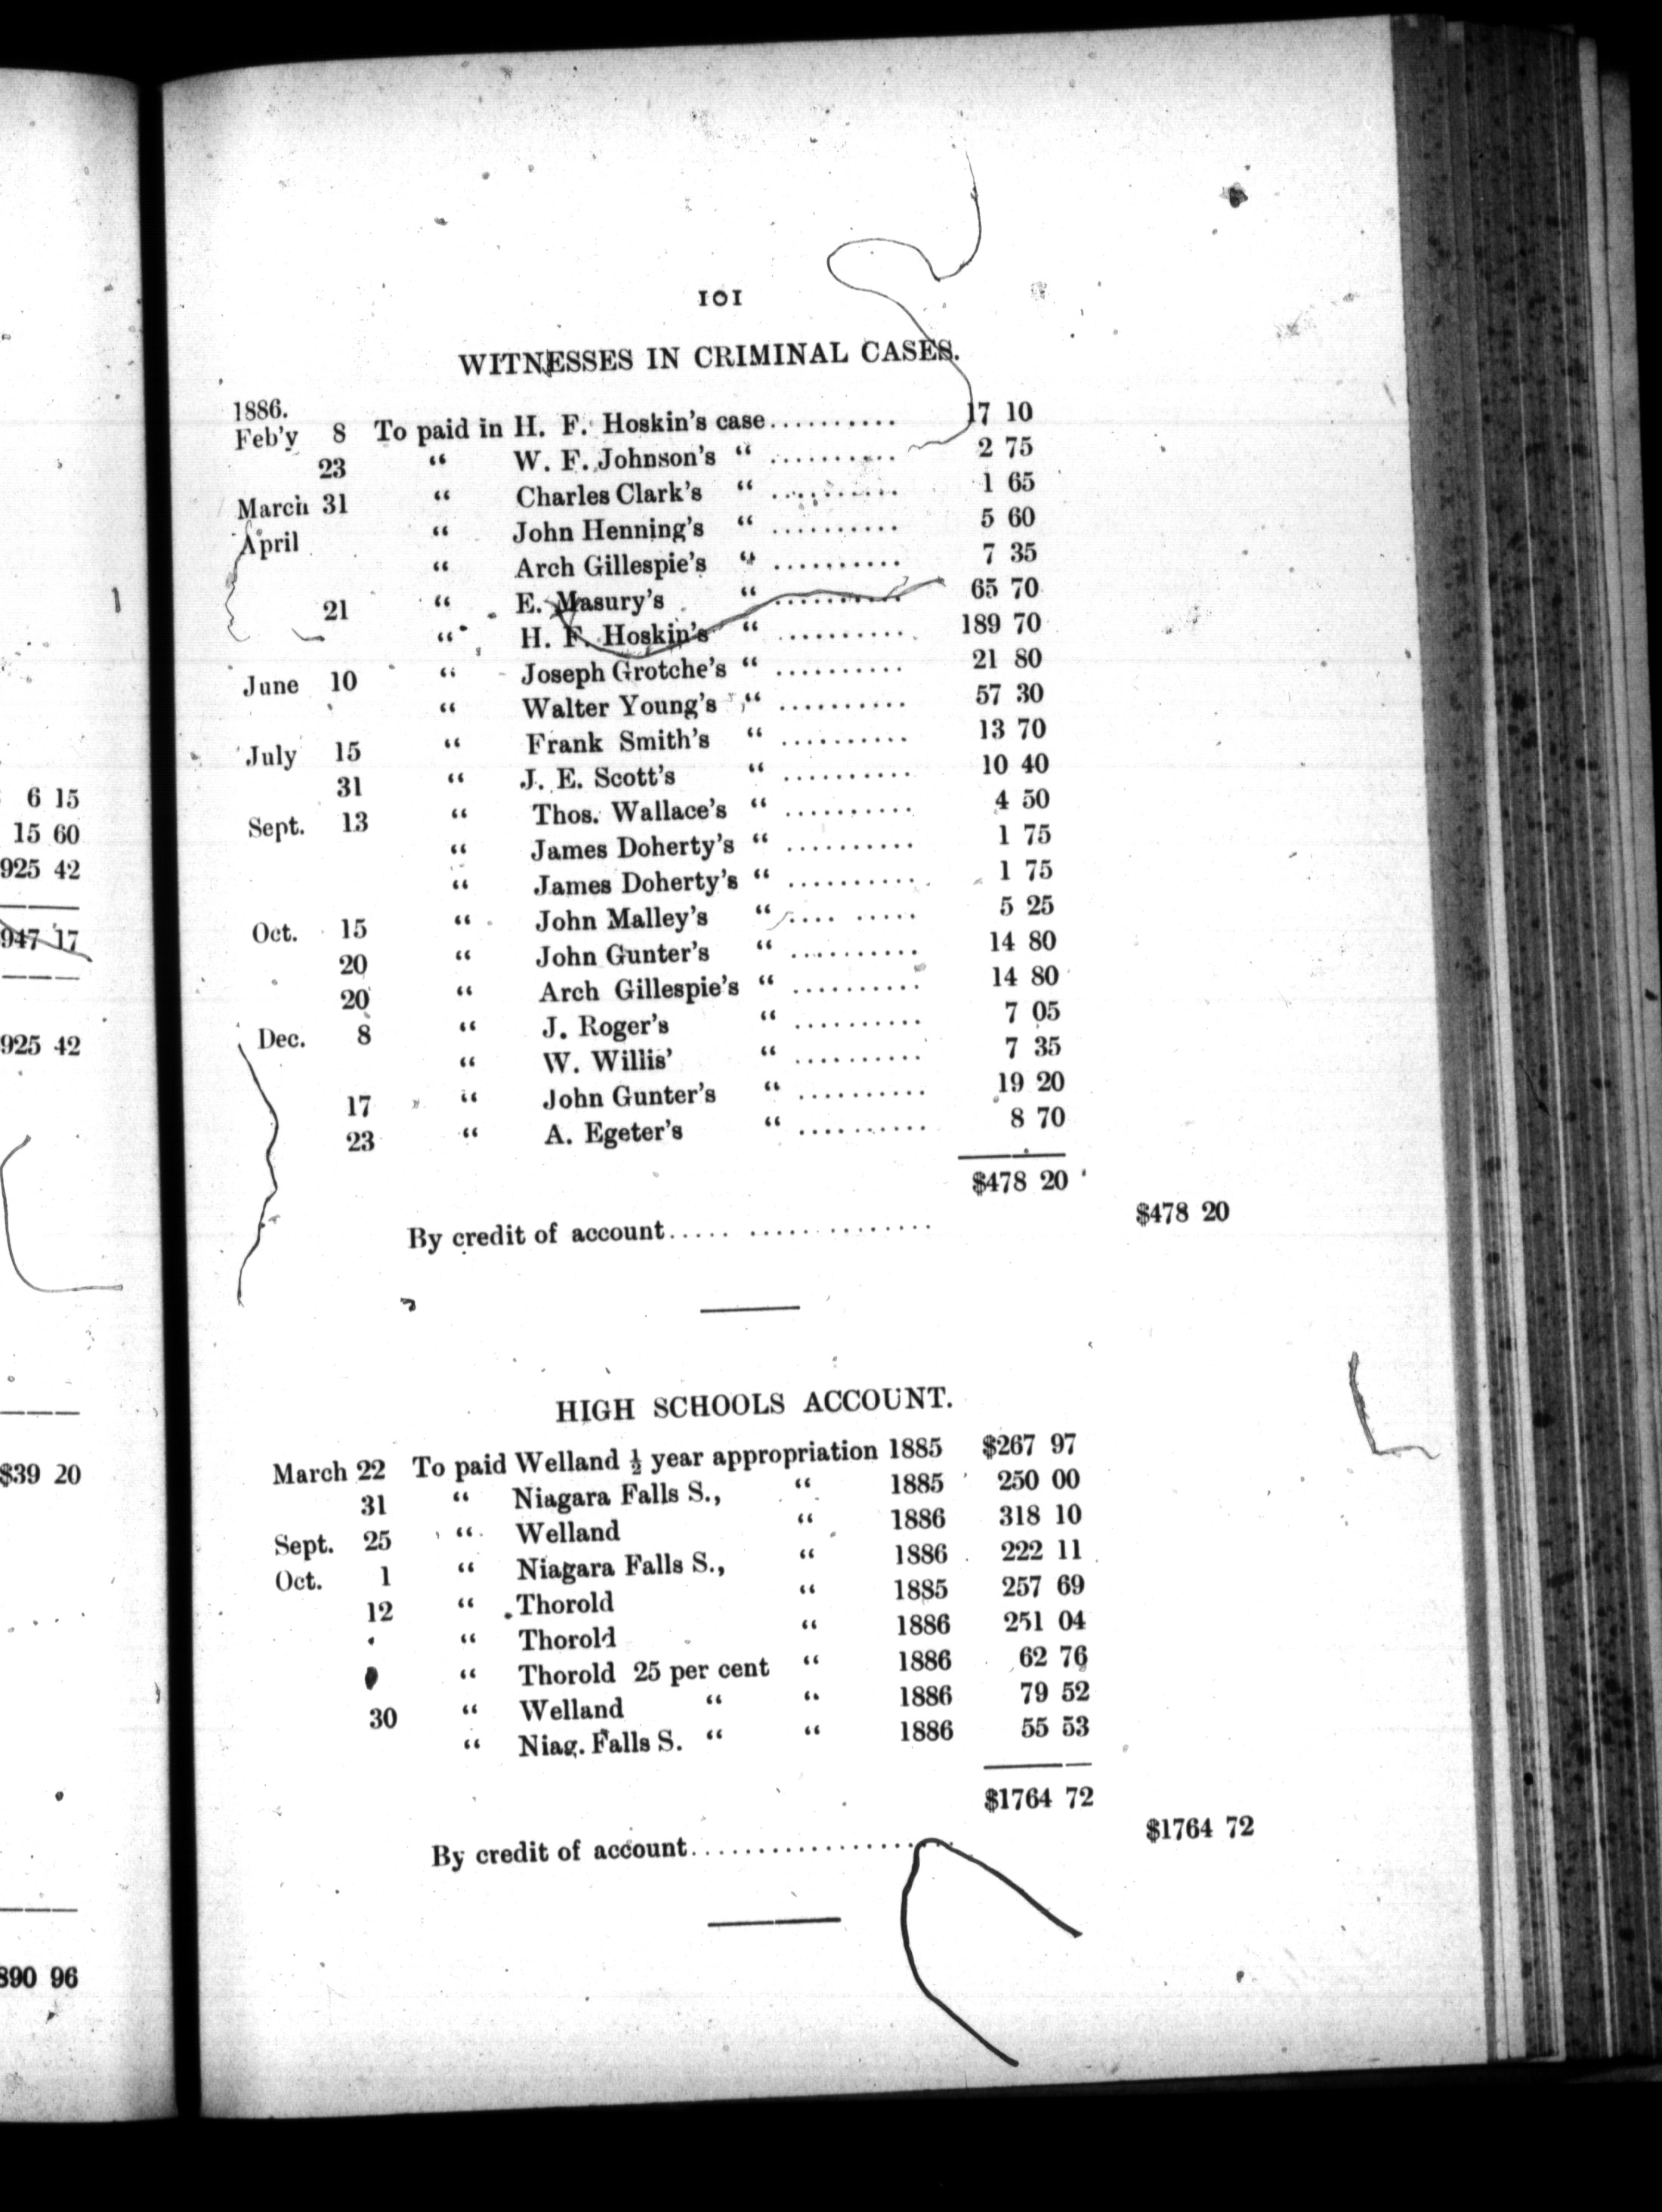 6 15
15 60
925 42
947 17
925 42
$39 20
890 96
101
WITNESSES IN CRIMINAL CASES.
1886.
Feb'y 8 To paid in H. F. Hoskin's case.......... 17 10
23 “ W. F. Johnson's “ .......... 2 75
March 31 “ Charles Clark's “ .......... 1 65
April “ John Henning's “ .......... 5 60
“ Arch Gillespie's “ .......... 7 35
21 “ E. Masury's “ .......... 65 70
“ H. F. Hoskin's “ .......... 189 70
June 10 “ Joseph Grotche's “ .......... 21 80
“ Walter Young's “ .......... 57 30
July 15 “ Frank Smith's “ .......... 13 70
31 “ J. E. Scott's “ .......... 10 40
Sept. 13 “ Thos. Wallace's “ .......... 4 50
“ James Doherty's “ .......... 1 75
“ James Doherty's “ .......... 1 75
Oct. 15 “ John Malley's “ .... ..... 5 25
20 “ John Gunter's “ .......... 14 80
20 “ Arch Gillespie's “ .......... 14 80
Dec. 8 “ J. Roger's “ .......... 7 05
“ W. Willis' “ .......... 7 35
17 “ John Gunter's “ .......... 19 20
23 “ A. Egeter's “ .......... 8 70
$478 20
By credit of account..... .............. $478 20
HIGH SCHOOLS ACCOUNT.
March 22 To paid Welland ½ year appropriation 1885 $267 97
31 “ Niagara Falls S., “ 1885 250 00
Sept. 25 “ Welland “ 1886 318 10
Oct. 1 “ Niagara Falls S., “ 1886 222 11
12 “ Thorold “ 1885 257 69
“ Thorold “ 1886 251 04
“ Thorold 25 per cent “ 1886 62 76
30 “ Welland “ “ 1886 79 52
“ Niag. Falls S. “ “ 1886 55 53
$1764 72
By credit of account.................... $1764 72